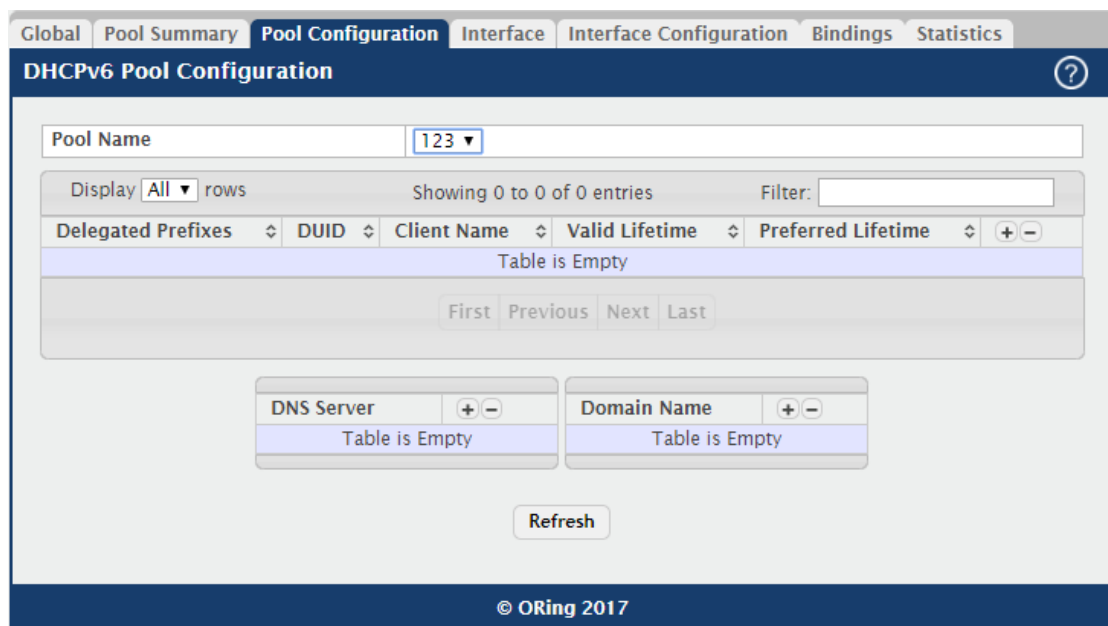 Global Pool Summary Pool Configuration Interface Interface Configuration Bindings Statistics
DHCPv6 Pool Configuration ?
Pool Name 123 ▼
Display All ▼ rows Showing 0 to 0 of 0 entries Filter:
Delegated Prefixes DUID Client Name Valid Lifetime Preferred Lifetime + −
Table is Empty
First Previous Next Last
DNS Server + − Domain Name + −
Table is Empty Table is Empty
Refresh
© ORing 2017